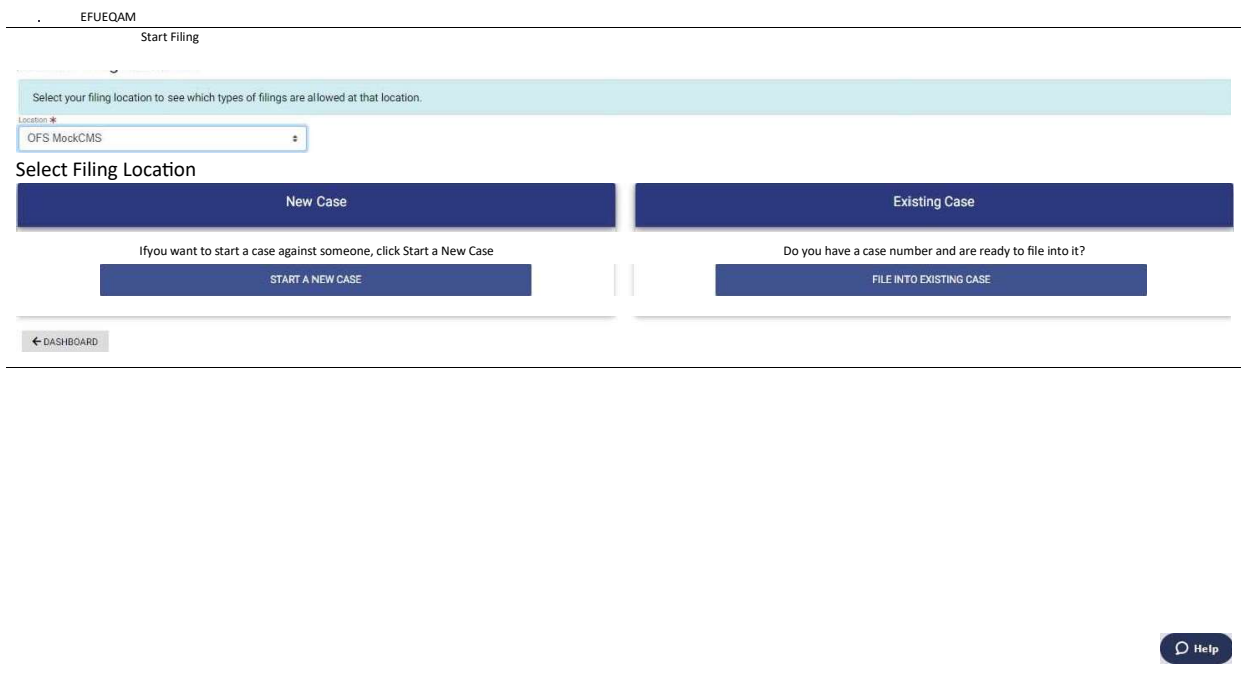 . EFUEQAM
Start Filing
Select your filing location to see which types of filings are allowed at that location.
Location *
OFS MockCMS
Select Filing Location
New Case
Existing Case
Ifyou want to start a case against someone, click Start a New Case
Do you have a case number and are ready to file into it?
START A NEW CASE
FILE INTO EXISTING CASE
← DASHBOARD
Help